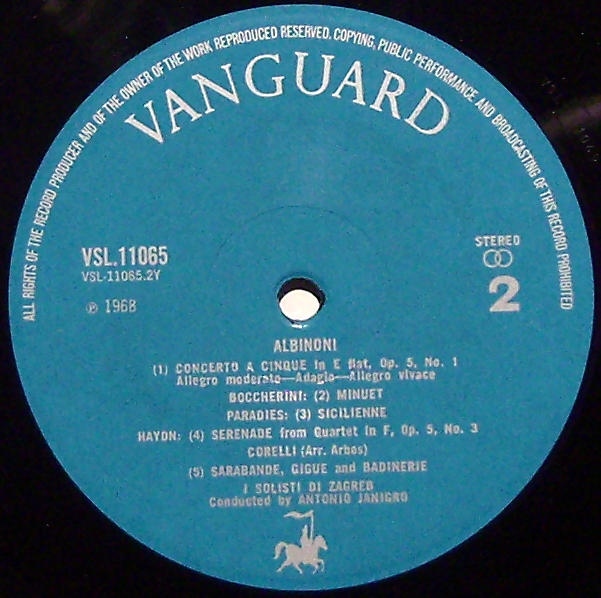 ALL RIGHTS OF THE RECORD PRODUCER AND OF THE OWNER OF THE WORK REPRODUCED RESERVED. COPYING, PUBLIC PERFORMANCE AND BROADCASTING OF THIS RECORD PROHIBITED
VANGUARD
VSL.11065
VSL-11065.2Y
℗ 1968
STEREO
2
ALBINONI
(1) CONCERTO A CINQUE in E flat, Op. 5, No. 1
Allegro moderato—Adagio—Allegro vivace
BOCCHERINI: (2) MINUET
PARADIES: (3) SICILIENNE
HAYDN: (4) SERENADE from Quartet in F, Op. 5, No. 3
CORELLI (Arr. Arbos)
(5) SARABANDE, GIGUE and BADINERIE
I SOLISTI DI ZAGREB
Conducted by ANTONIO JANIGRO